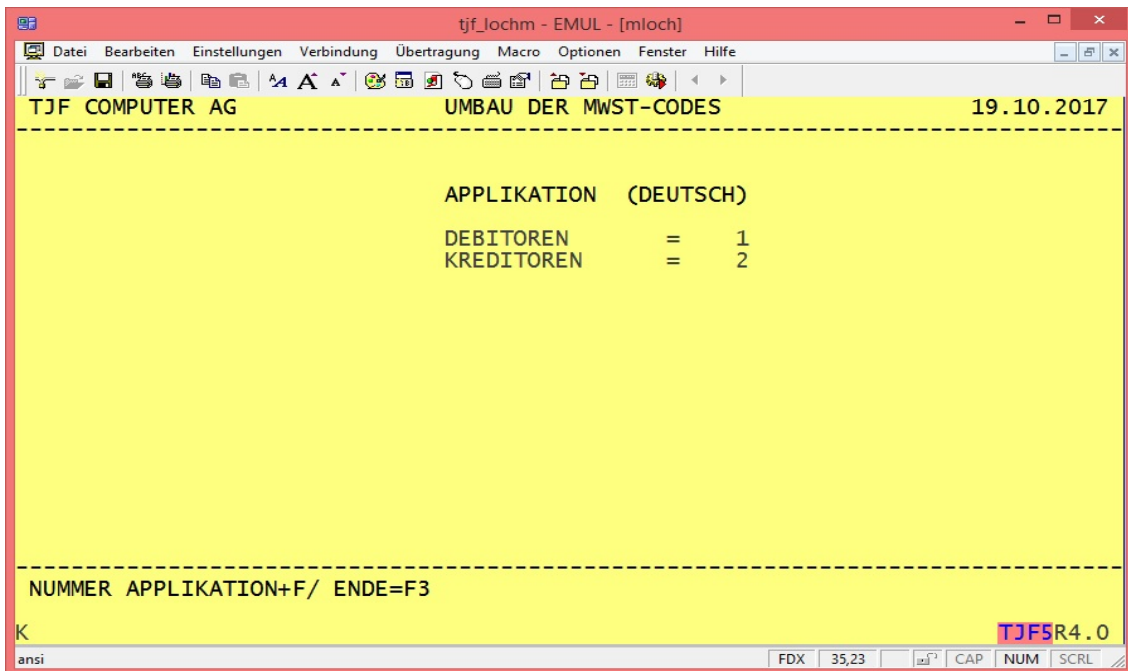 tjf_lochm - EMUL - [mloch]
Datei Bearbeiten Einstellungen Verbindung Übertragung Macro Optionen Fenster Hilfe
TJF COMPUTER AG UMBAU DER MWST-CODES 19.10.2017
APPLIKATION (DEUTSCH)
DEBITOREN = 1
KREDITOREN = 2
NUMMER APPLIKATION+F/ ENDE=F3
K TJF5R4.0
ansi FDX 35,23 CAP NUM SCRL